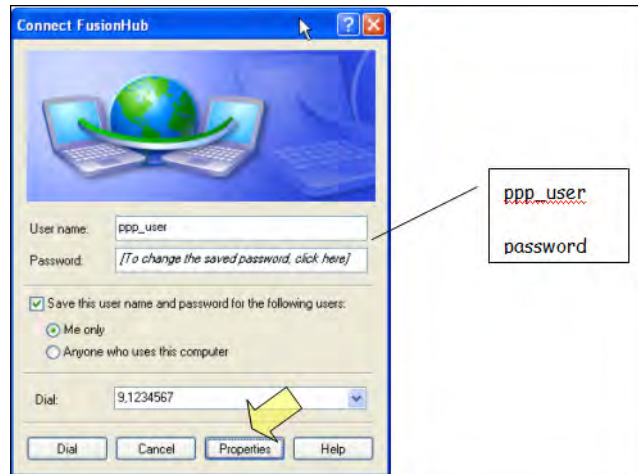 Connect FusionHub
User name: ppp_user
Password: [To change the saved password, click here]
ppp_user
password
Save this user name and password for the following users:
Me only
Anyone who uses this computer
Dial: 9,1234567
Dial Cancel Properties Help